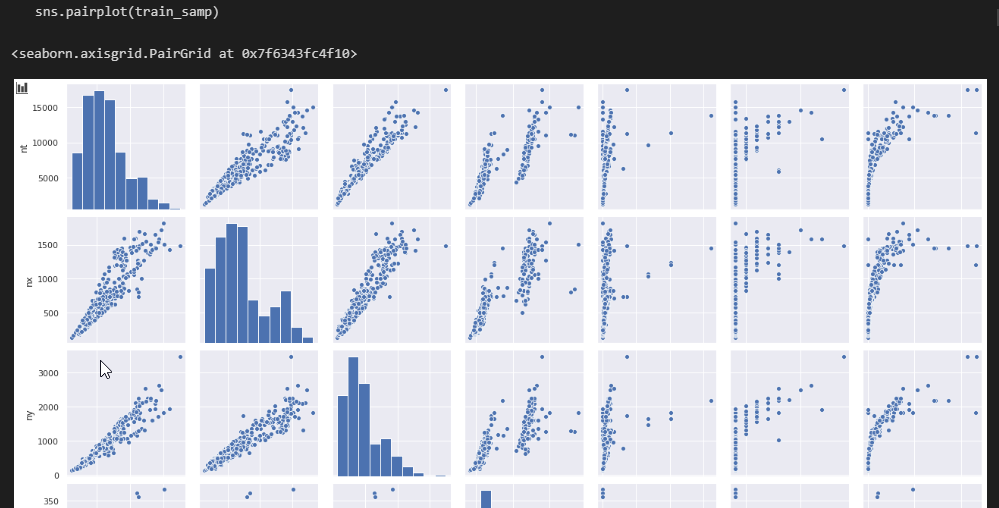 sns.pairplot(train_samp)
<seaborn.axisgrid.PairGrid at 0x7f6343fc4f10>
15000
10000
5000
nt
1500
1000
500
nx
3000
2000
1000
0
ny
350